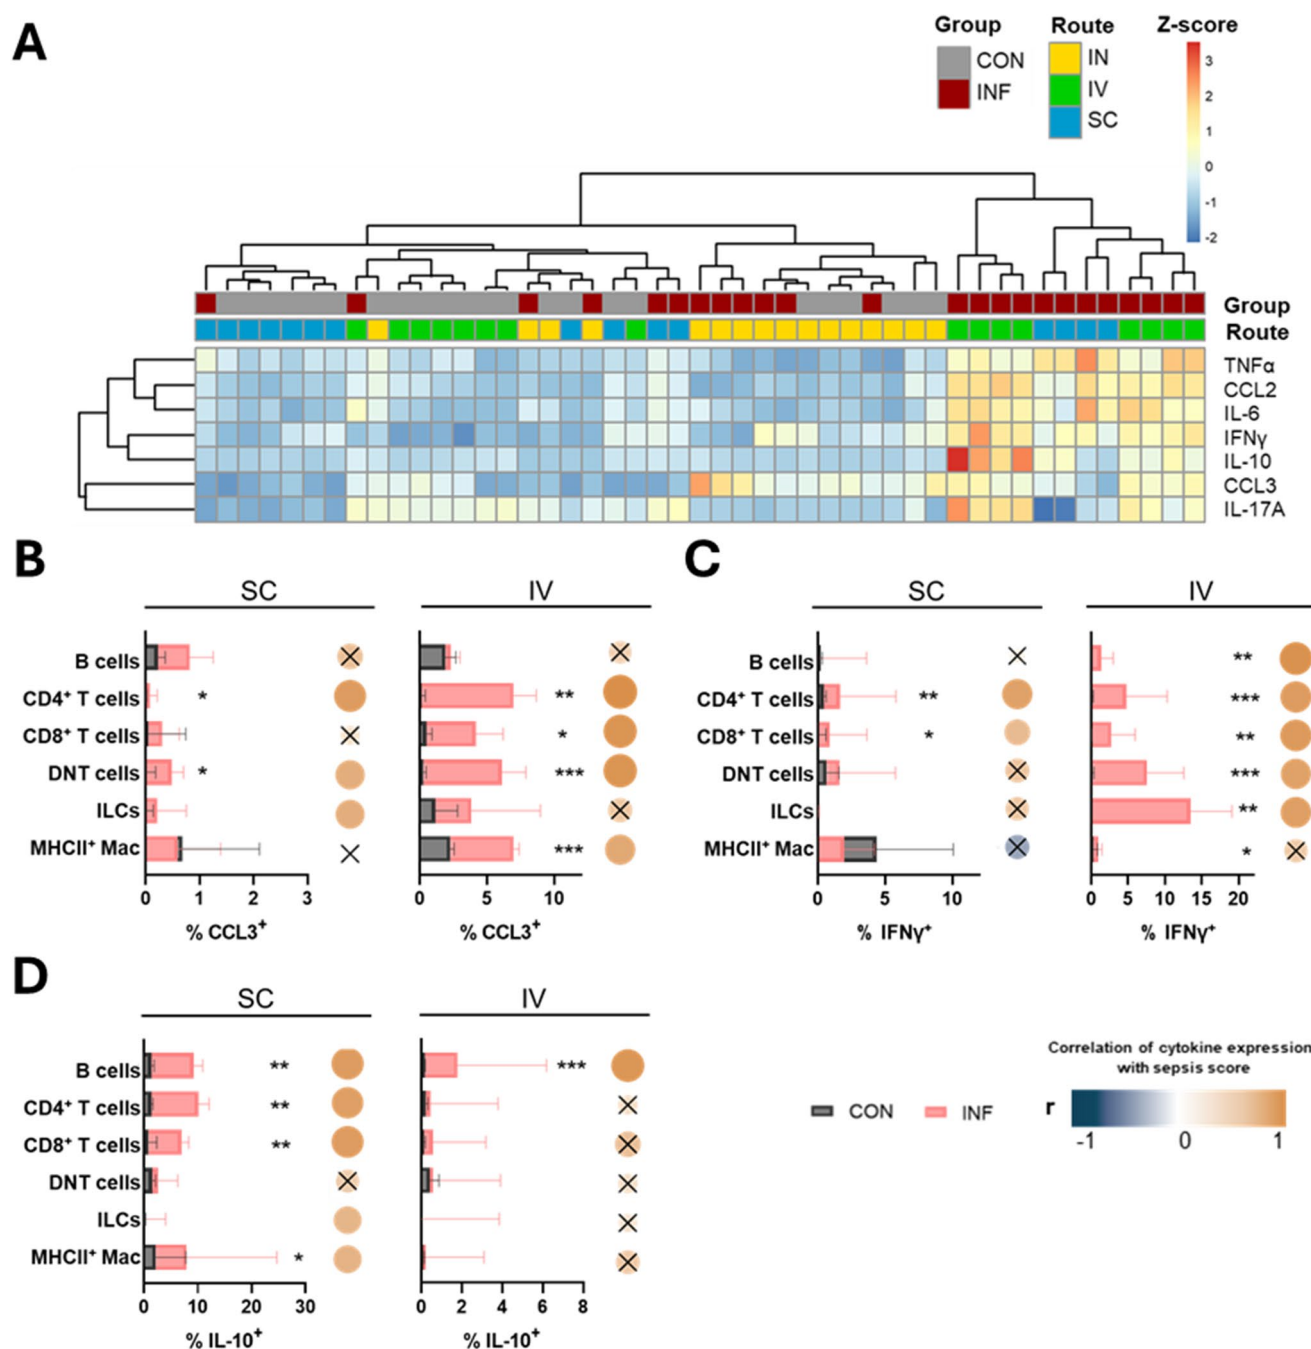 A
Group
CON
INF
Route
IN
IV
SC
Z-score
3
2
1
0
-1
-2
Group
Route
TNFα
CCL2
IL-6
IFNγ
IL-10
CCL3
IL-17A
B
SC
IV
B cells
CD4⁺ T cells
*
**
CD8⁺ T cells
*
DNT cells
*
***
ILCs
MHCII⁺ Mac
***
0 1 2 3
0 5 10
% CCL3⁺
% CCL3⁺
C
SC
IV
B cells
**
CD4⁺ T cells
**
***
CD8⁺ T cells
*
**
DNT cells
***
ILCs
**
MHCII⁺ Mac
*
0 5 10
0 5 10 15 20
% IFNγ⁺
% IFNγ⁺
D
SC
IV
B cells
**
***
CD4⁺ T cells
**
CD8⁺ T cells
**
DNT cells
ILCs
MHCII⁺ Mac
*
0 10 20 30
0 2 4 6 8
% IL-10⁺
% IL-10⁺
CON
INF
Correlation of cytokine expression
with sepsis score
r
-1 0 1